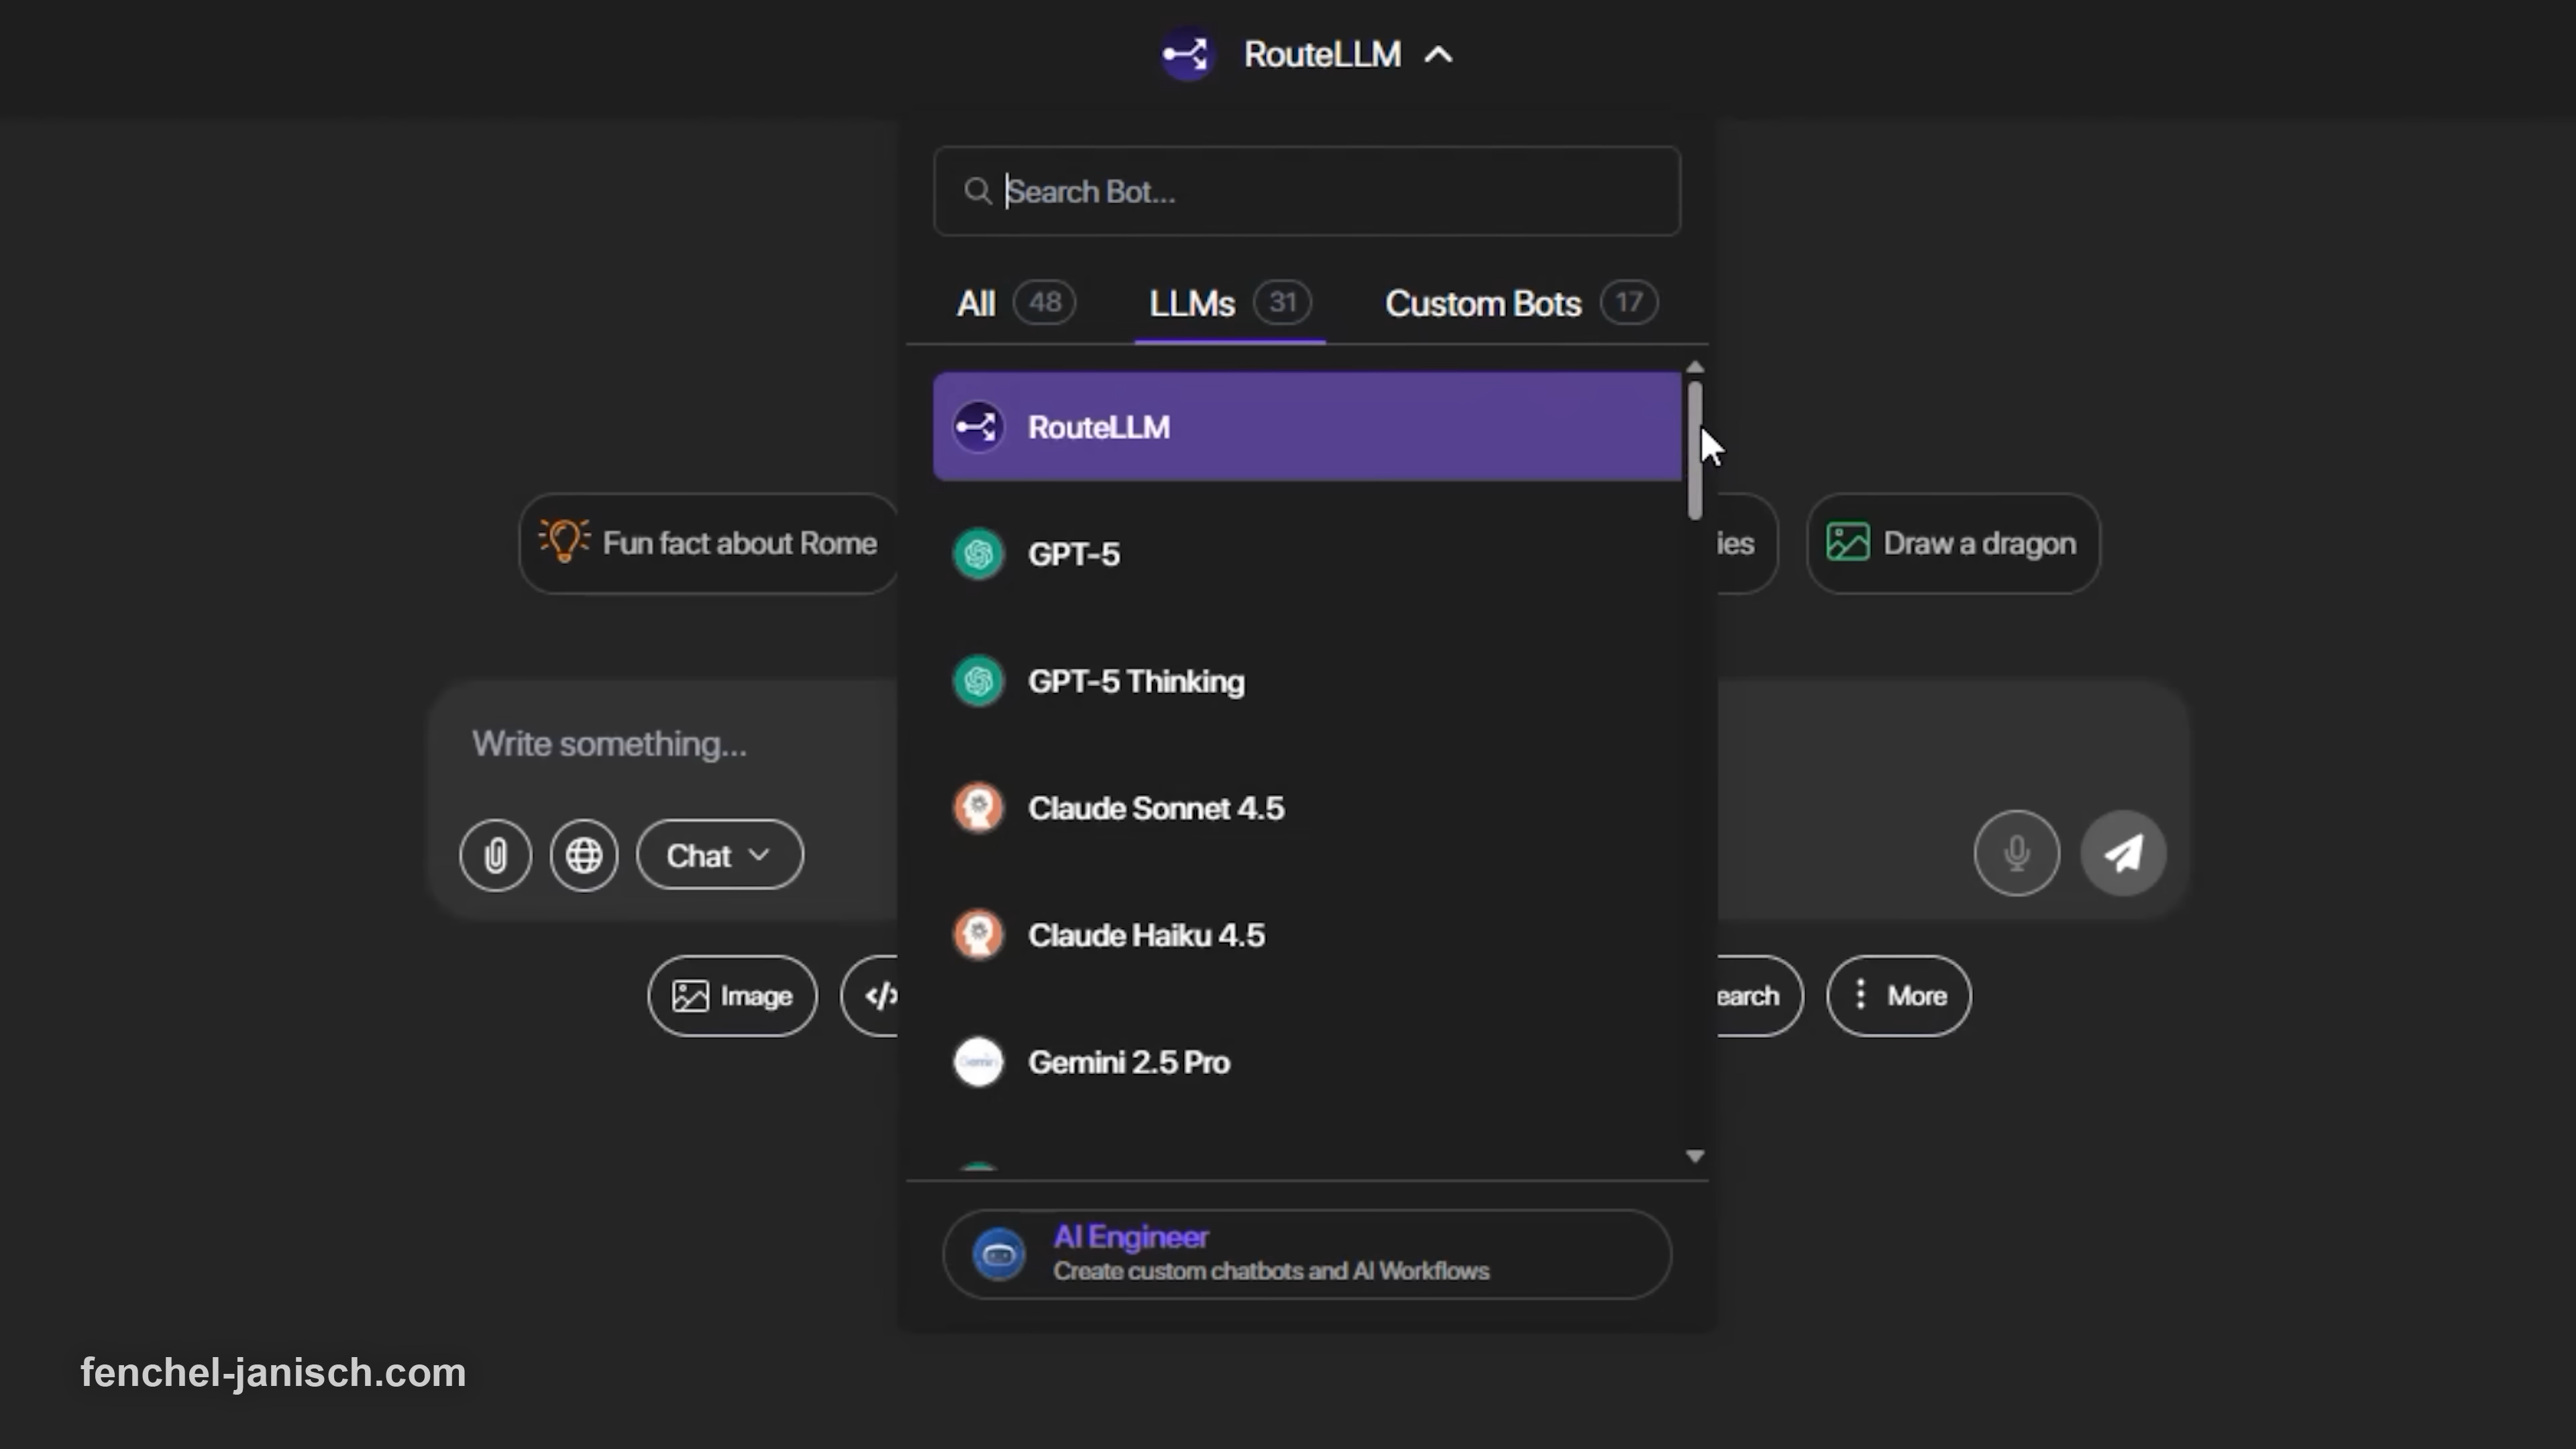 RouteLLM
Search Bot...
All 48 LLMs 31 Custom Bots 17
RouteLLM
GPT-5
GPT-5 Thinking
Claude Sonnet 4.5
Claude Haiku 4.5
Gemini 2.5 Pro
AI Engineer
Create custom chatbots and AI Workflows
Fun fact about Rome
ies
Draw a dragon
Write something...
Chat
Image
</>
earch
More
fenchel-janisch.com